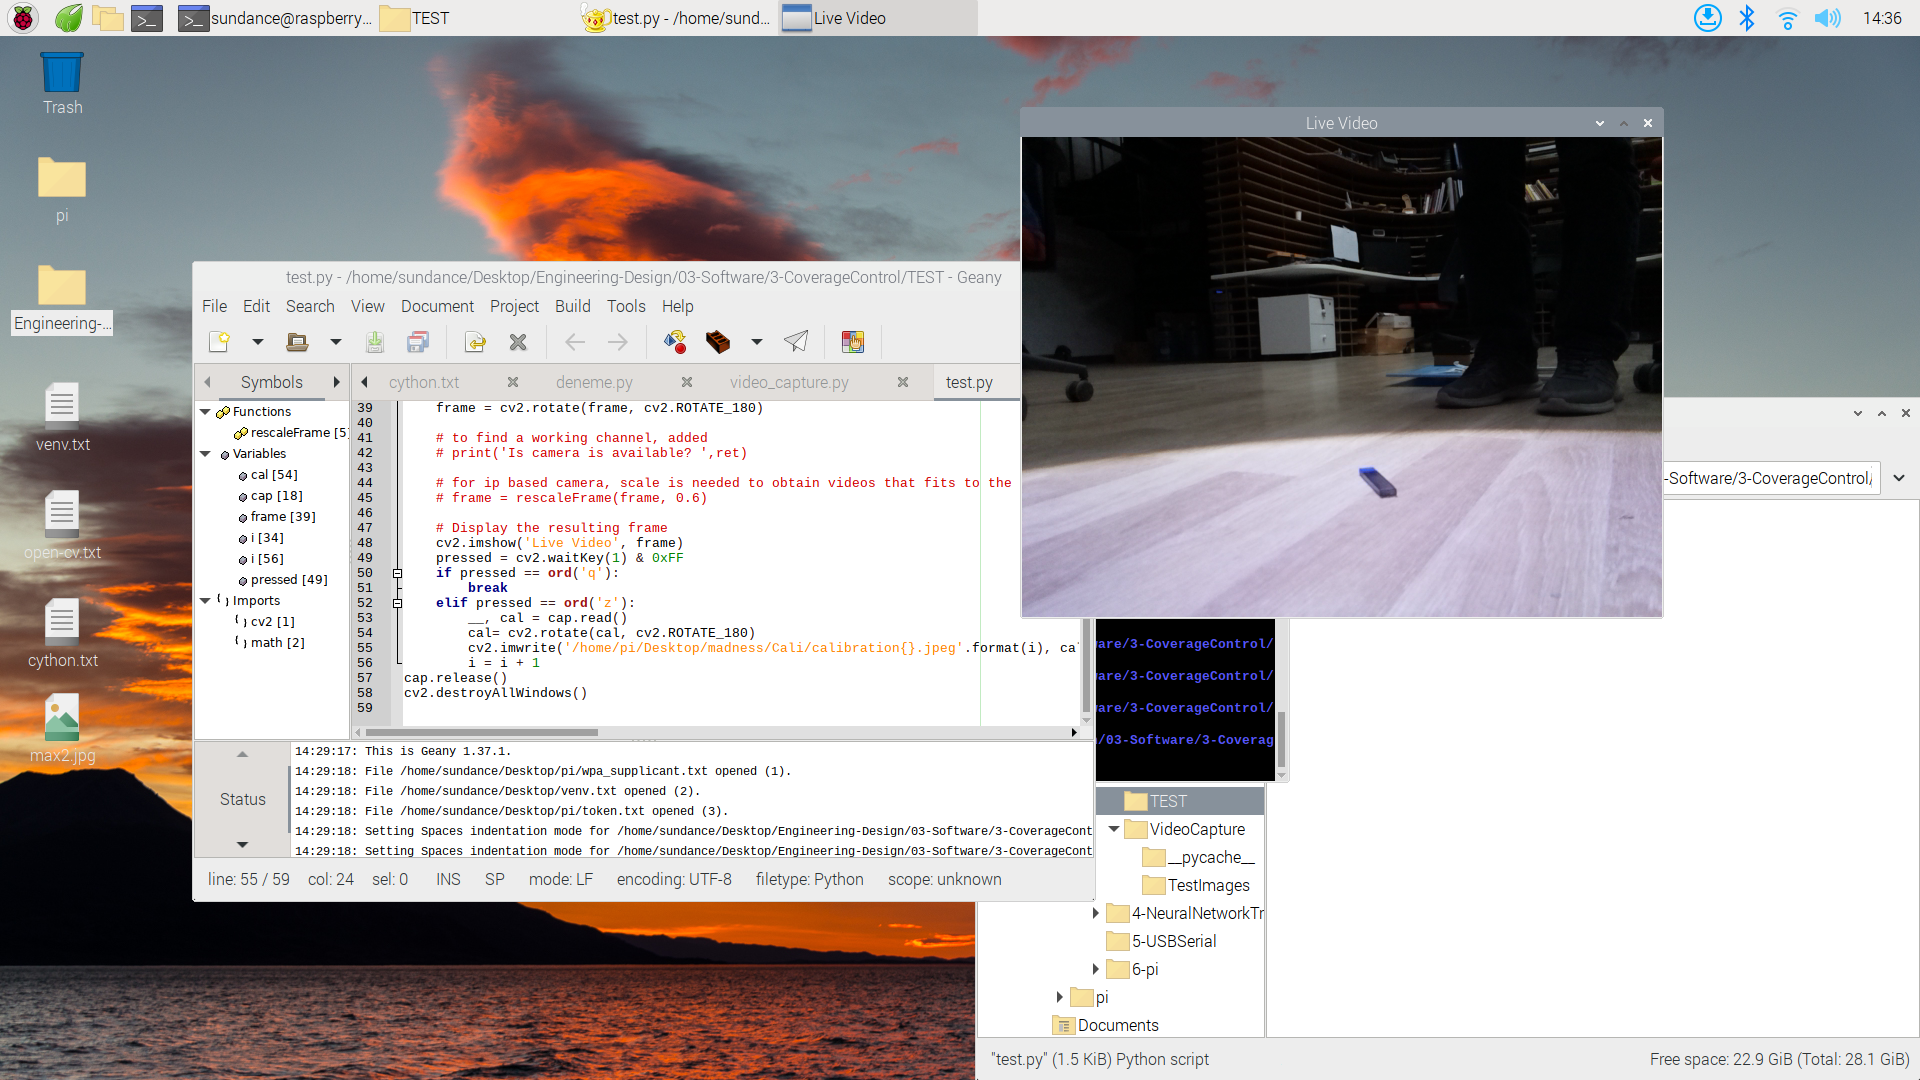 sundance@raspberry...
TEST
test.py - /home/sund...
Live Video
14:36
Trash
pi
Engineering-...
venv.txt
open-cv.txt
cython.txt
max2.jpg
Live Video
test.py - /home/sundance/Desktop/Engineering-Design/03-Software/3-CoverageControl/TEST - Geany
File Edit Search View Document Project Build Tools Help
Symbols
cython.txt
deneme.py
video_capture.py
test.py
Functions
rescaleFrame [5]
Variables
cal [54]
cap [18]
frame [39]
i [34]
i [56]
pressed [49]
Imports
cv2 [1]
math [2]
39 frame = cv2.rotate(frame, cv2.ROTATE_180)
40
41 # to find a working channel, added
42 # print('Is camera is available? ',ret)
43
44 # for ip based camera, scale is needed to obtain videos that fits to the
45 # frame = rescaleFrame(frame, 0.6)
46
47 # Display the resulting frame
48 cv2.imshow('Live Video', frame)
49 pressed = cv2.waitKey(1) & 0xFF
50 if pressed == ord('q'):
51 break
52 elif pressed == ord('z'):
53 __, cal = cap.read()
54 cal= cv2.rotate(cal, cv2.ROTATE_180)
55 cv2.imwrite('/home/pi/Desktop/madness/Cali/calibration{}.jpeg'.format(i), ca
56 i = i + 1
57 cap.release()
58 cv2.destroyAllWindows()
59
Status
14:29:17: This is Geany 1.37.1.
14:29:18: File /home/sundance/Desktop/pi/wpa_supplicant.txt opened (1).
14:29:18: File /home/sundance/Desktop/venv.txt opened (2).
14:29:18: File /home/sundance/Desktop/pi/token.txt opened (3).
14:29:18: Setting Spaces indentation mode for /home/sundance/Desktop/Engineering-Design/03-Software/3-CoverageCont
14:29:18: Setting Spaces indentation mode for /home/sundance/Desktop/Engineering-Design/03-Software/3-CoverageCont
line: 55 / 59 col: 24 sel: 0 INS SP mode: LF encoding: UTF-8 filetype: Python scope: unknown
-Software/3-CoverageControl/
are/3-CoverageControl/
are/3-CoverageControl/
are/3-CoverageControl/
/03-Software/3-Coverag
TEST
VideoCapture
__pycache__
TestImages
4-NeuralNetworkTr
5-USBSerial
6-pi
pi
Documents
"test.py" (1.5 KiB) Python script
Free space: 22.9 GiB (Total: 28.1 GiB)